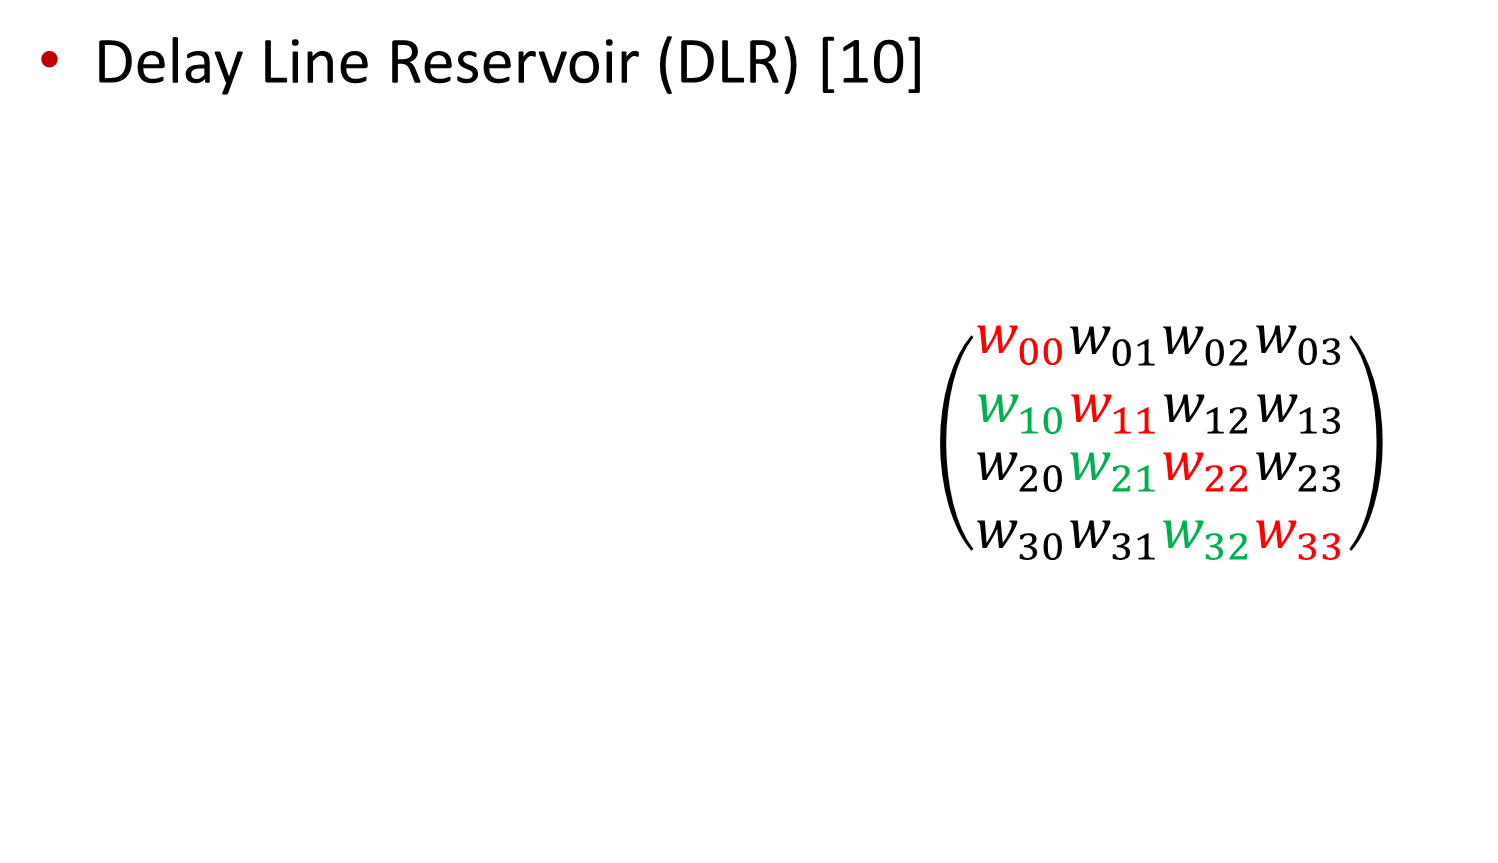 • Delay Line Reservoir (DLR) [10]
w₀₀ w₀₁ w₀₂ w₀₃
w₁₀ w₁₁ w₁₂ w₁₃
w₂₀ w₂₁ w₂₂ w₂₃
w₃₀ w₃₁ w₃₂ w₃₃